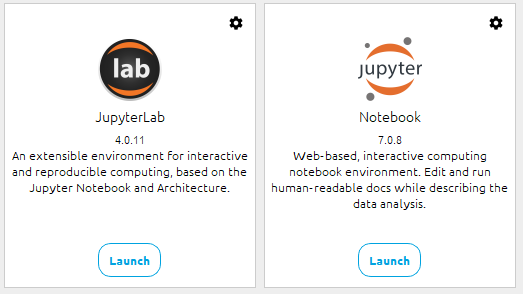 lab
JupyterLab
4.0.11
An extensible environment for interactive
and reproducible computing, based on the
Jupyter Notebook and Architecture.
Launch
jupyter
Notebook
7.0.8
Web-based, interactive computing
notebook environment. Edit and run
human-readable docs while describing the
data analysis.
Launch